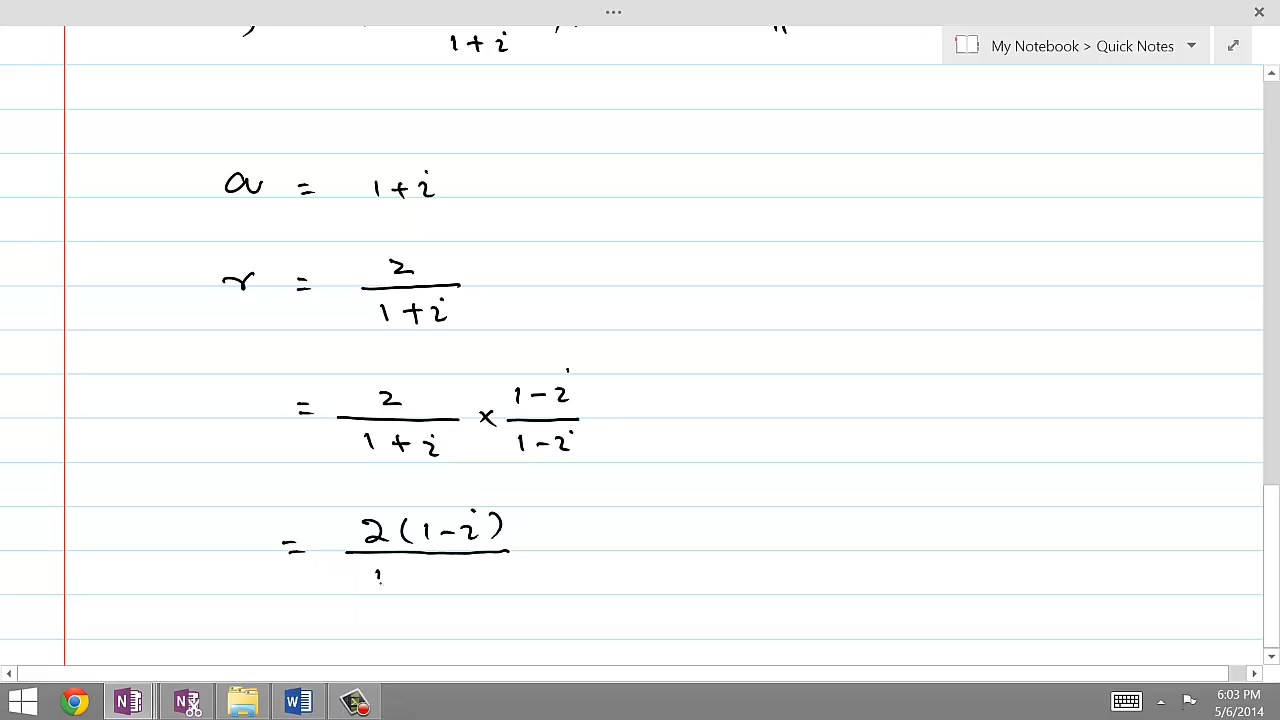 ...
1 + i
My Notebook > Quick Notes
a = 1 + i
r = 2 / 1 + i
= 2 / 1 + i × 1 - i / 1 - i
= 2 ( 1 - i )
6:03 PM
5/6/2014